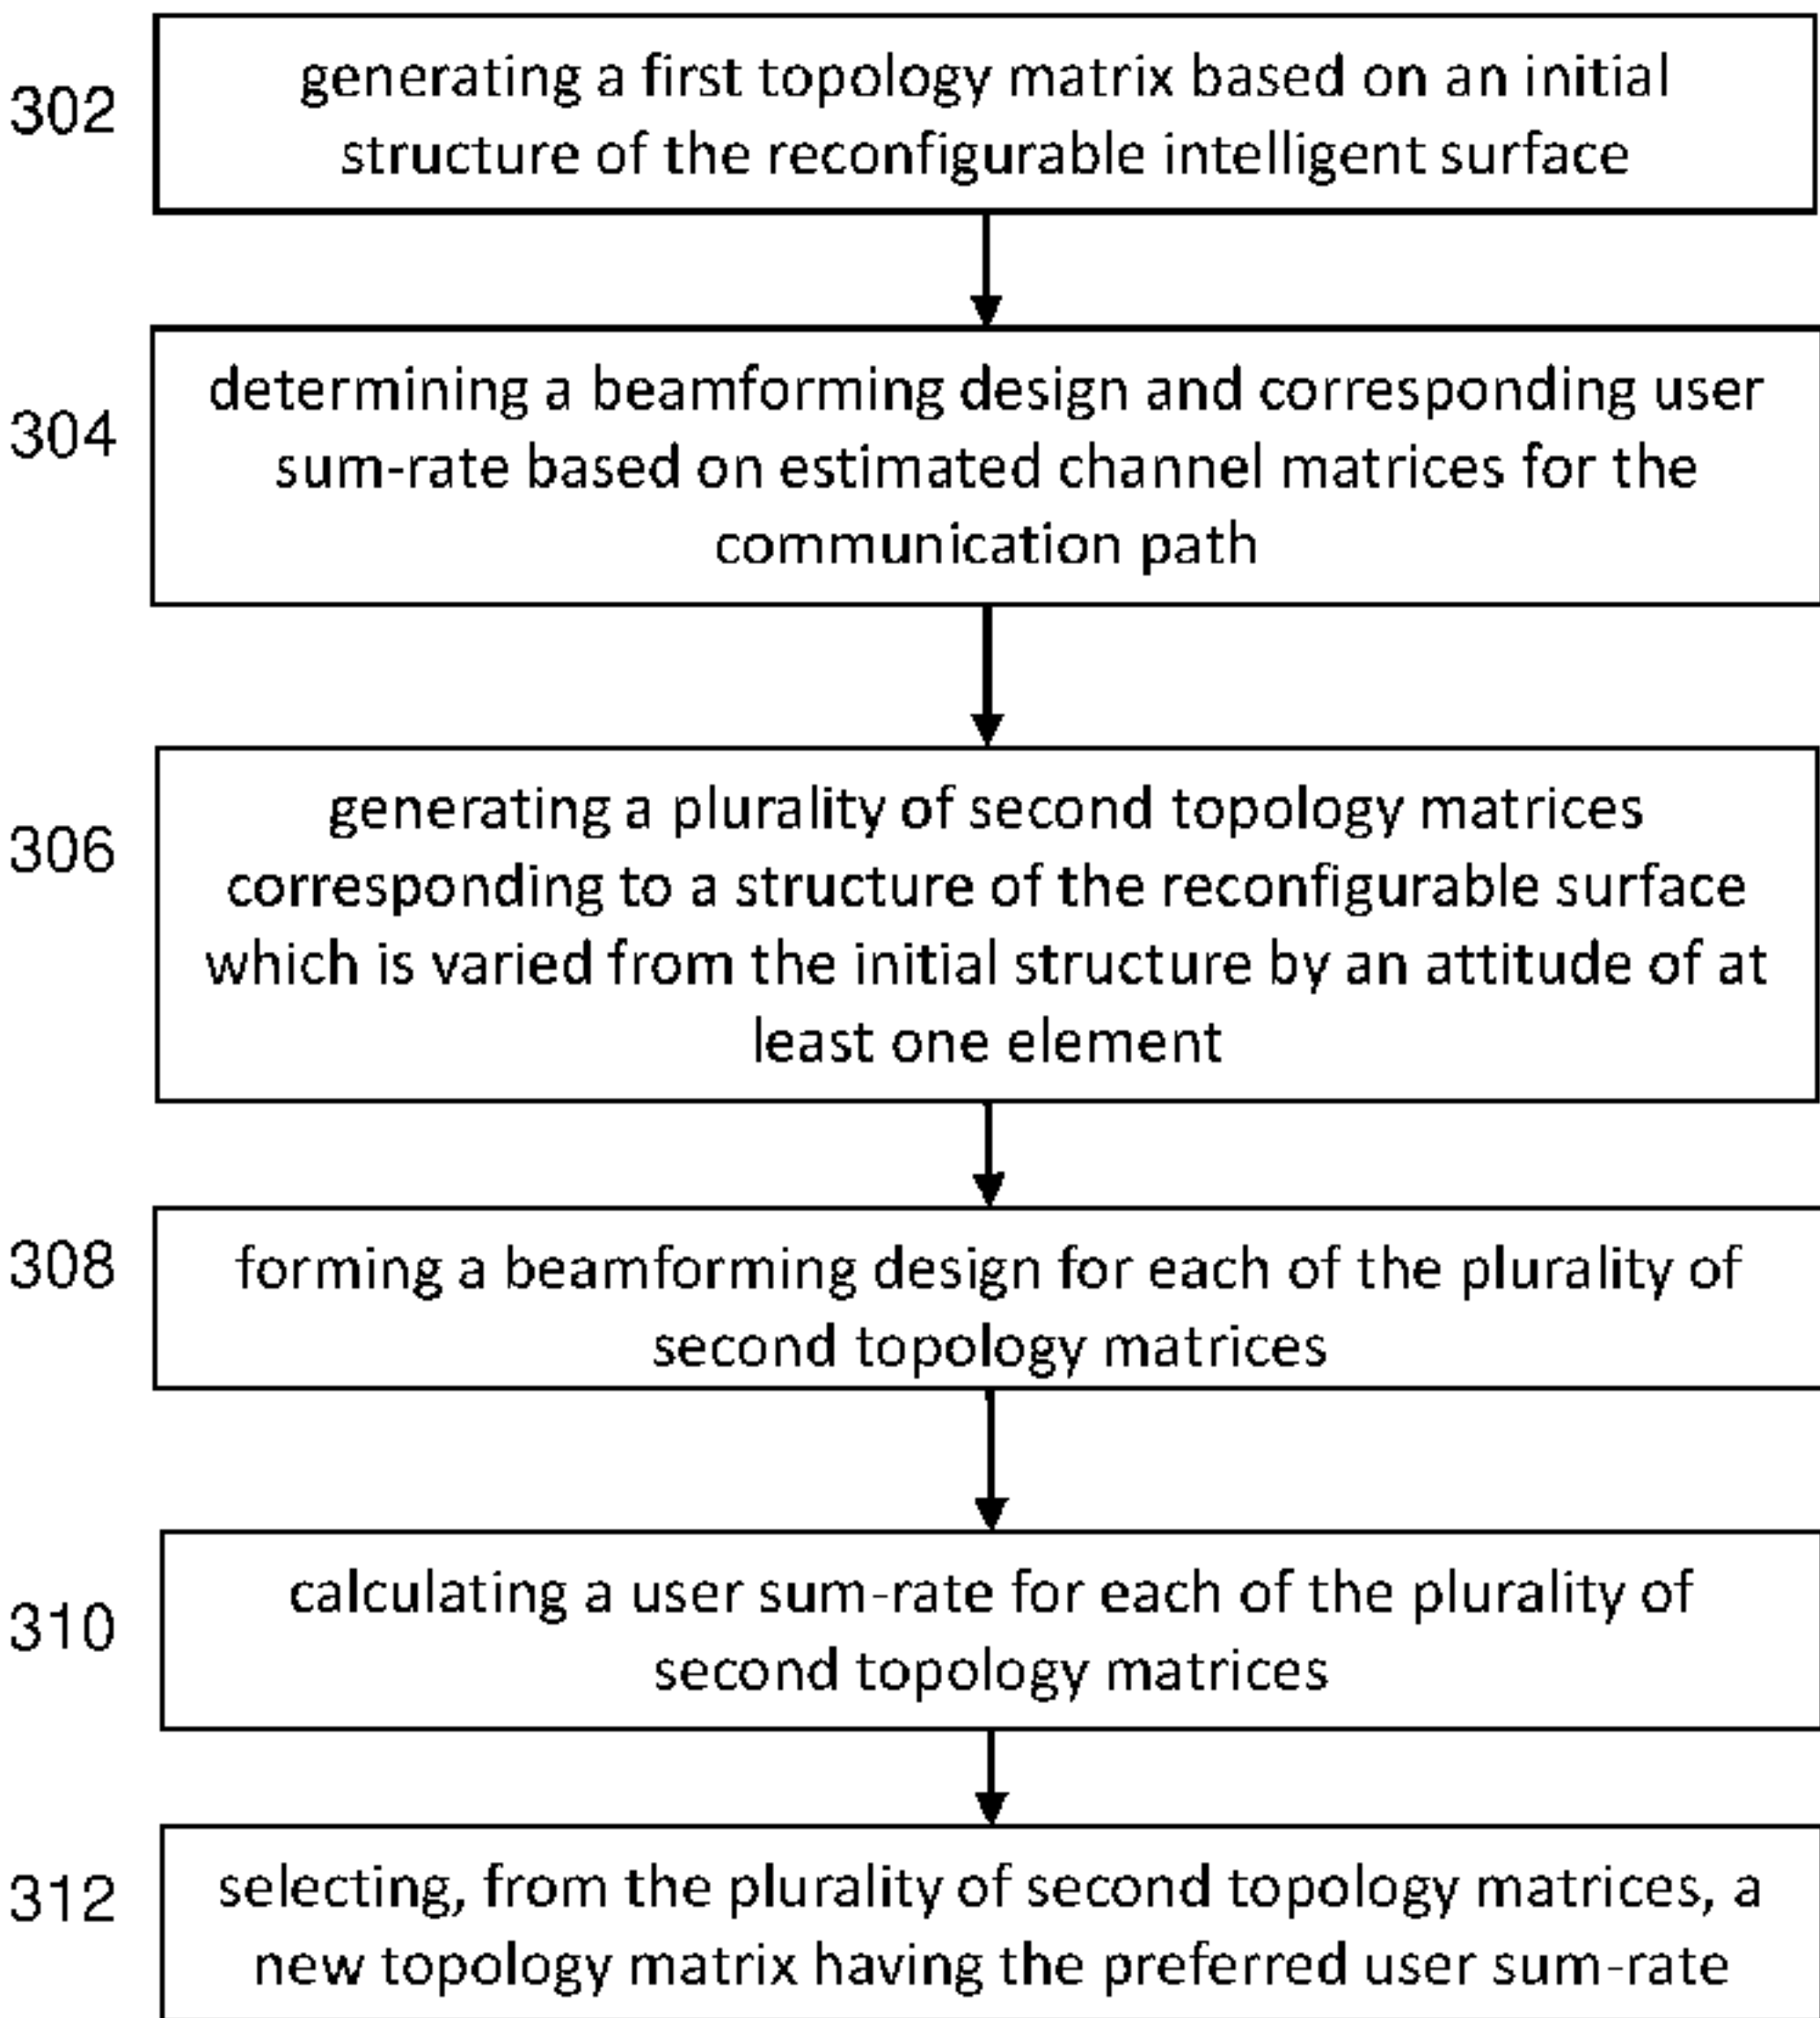 302
generating a first topology matrix based on an initial
structure of the reconfigurable intelligent surface
304
determining a beamforming design and corresponding user
sum-rate based on estimated channel matrices for the
communication path
306
generating a plurality of second topology matrices
corresponding to a structure of the reconfigurable surface
which is varied from the initial structure by an attitude of at
least one element
308
forming a beamforming design for each of the plurality of
second topology matrices
310
calculating a user sum-rate for each of the plurality of
second topology matrices
312
selecting, from the plurality of second topology matrices, a
new topology matrix having the preferred user sum-rate